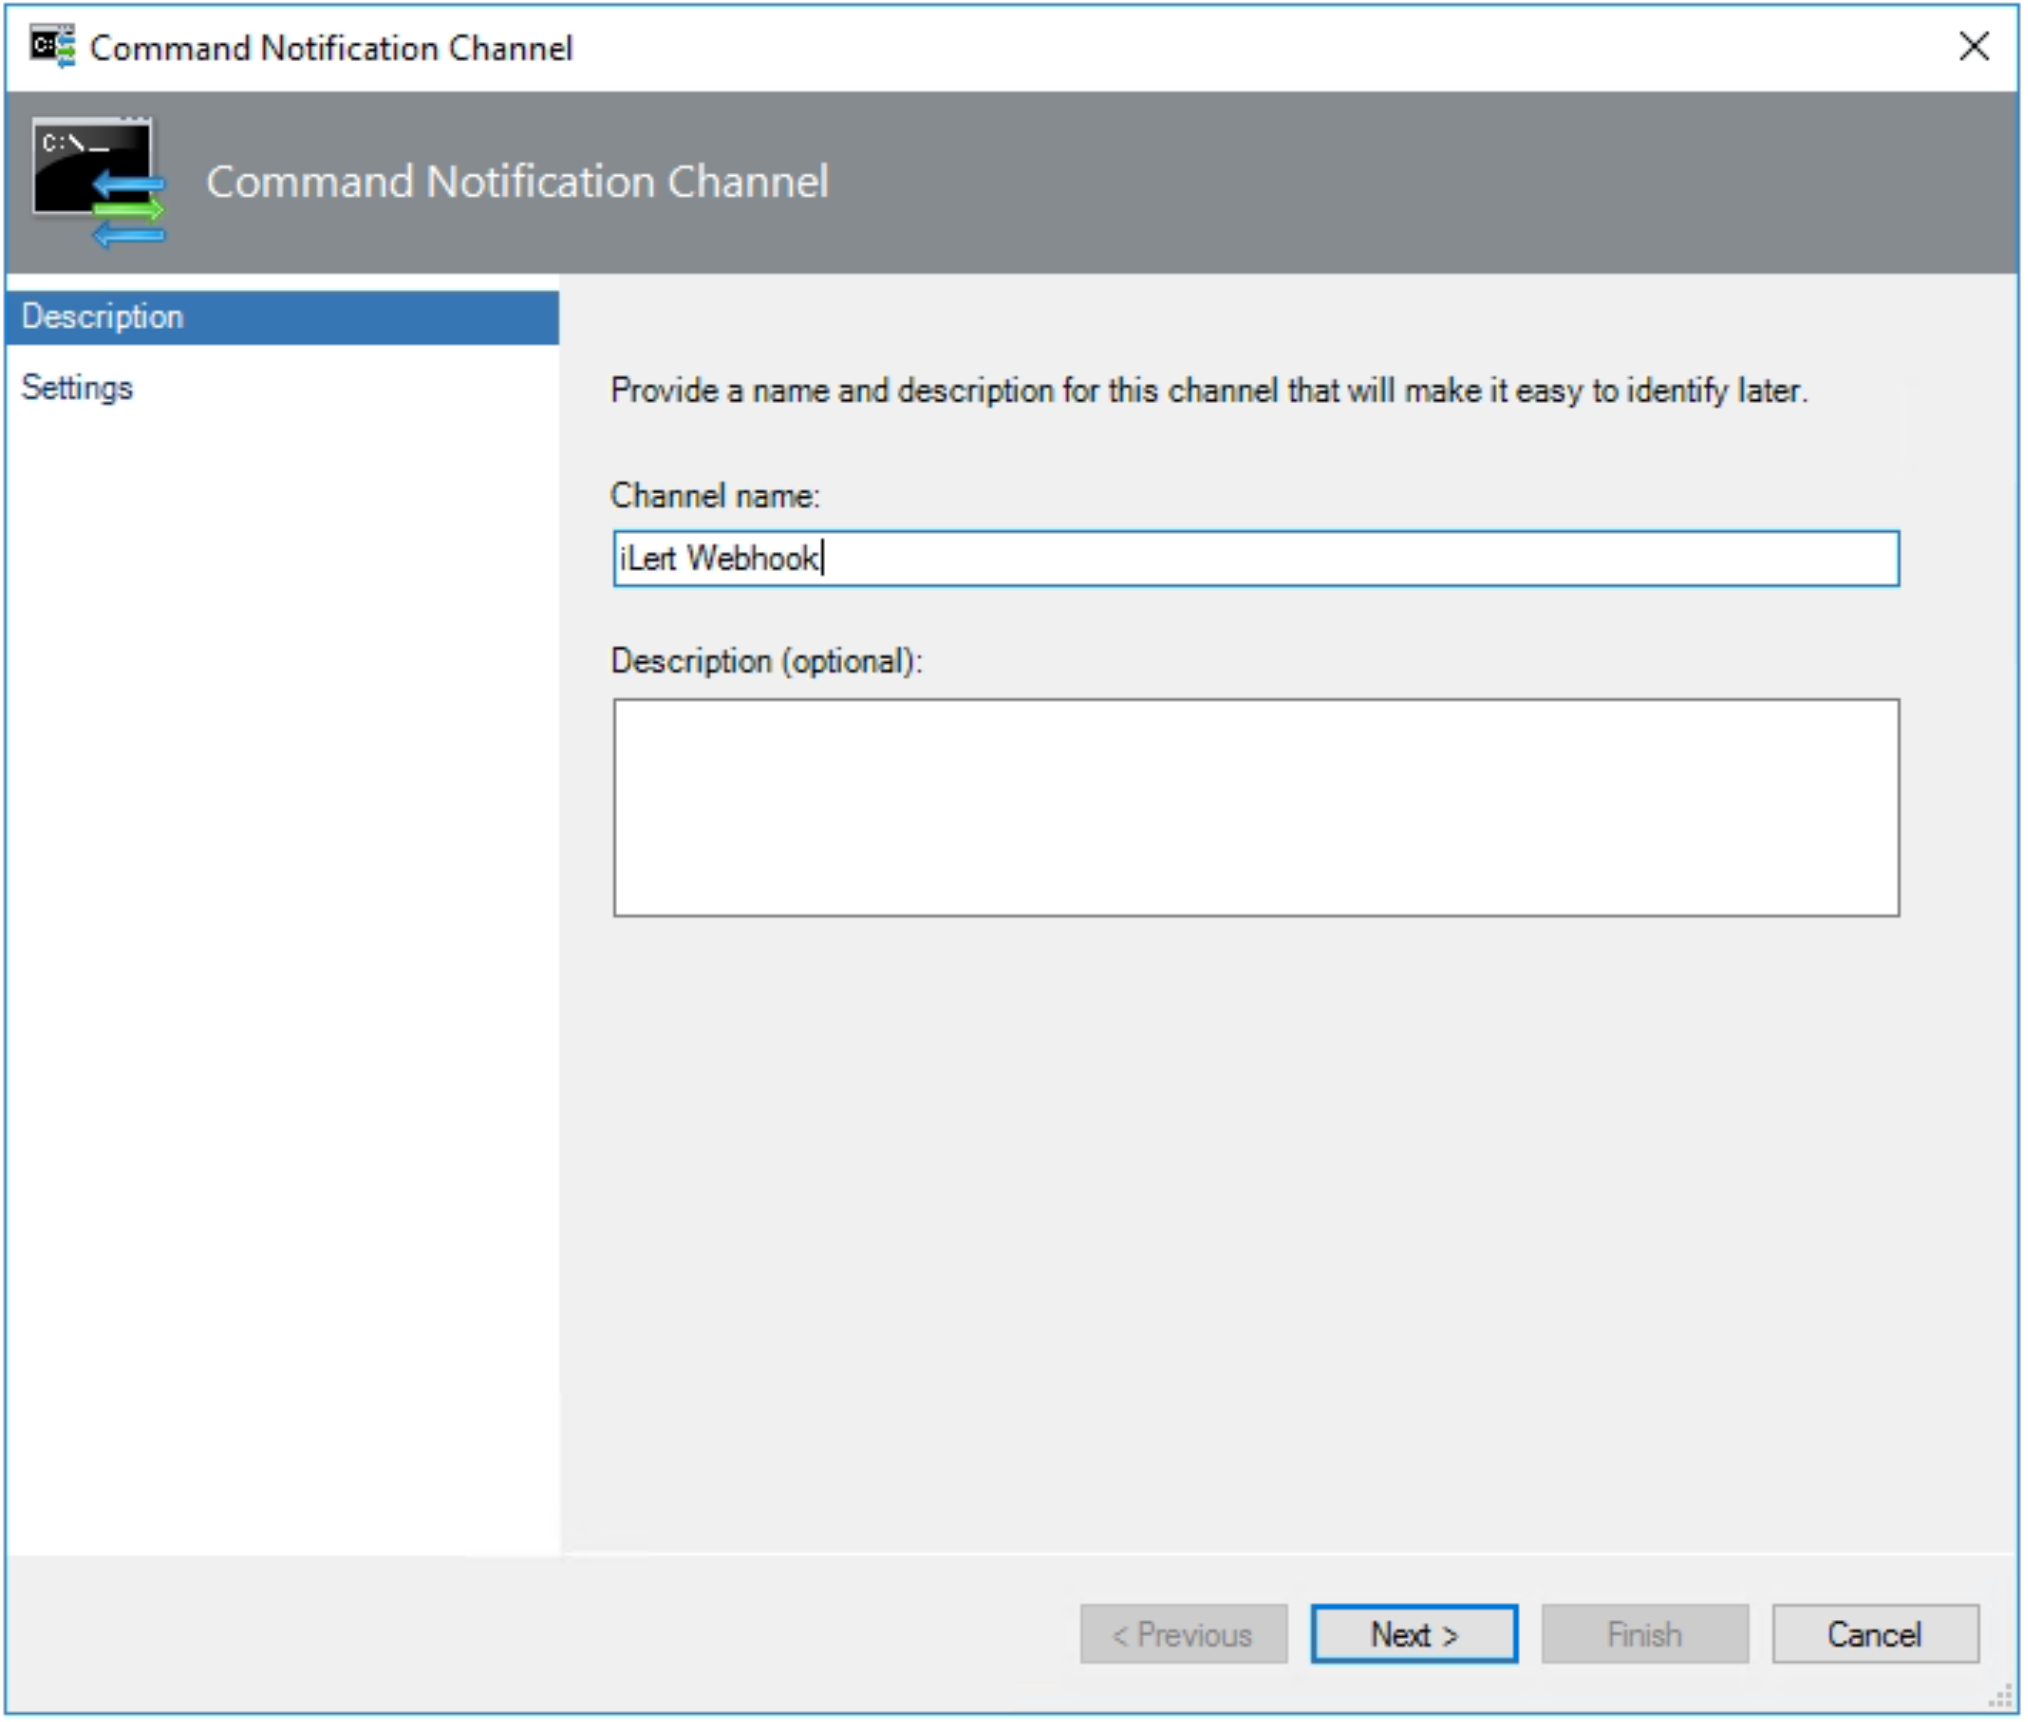 Command Notification Channel
C:\_
Command Notification Channel
Description
Settings
Provide a name and description for this channel that will make it easy to identify later.
Channel name:
iLert Webhook
Description (optional):
< Previous
Next >
Finish
Cancel